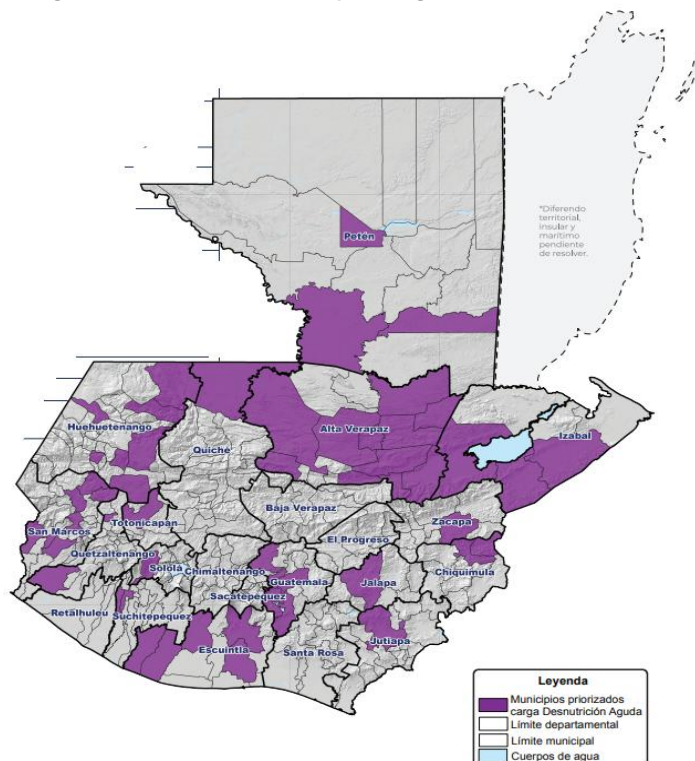 *Diferendo
territorial,
insular y
marítimo
pendiente
de resolver.
Petén
Huehuetenango
Quiché
Alta Verapaz
Izabal
Baja Verapaz
Zacapa
San Marcos
Totonicapán
El Progreso
Quetzaltenango
Sololá
Chimaltenango
Guatemala
Jalapa
Chiquimula
Sacatepéquez
Retalhuleu
Suchitepéquez
Jutiapa
Escuintla
Santa Rosa
Leyenda
Municipios priorizados
carga Desnutrición Aguda
Límite departamental
Límite municipal
Cuerpos de agua